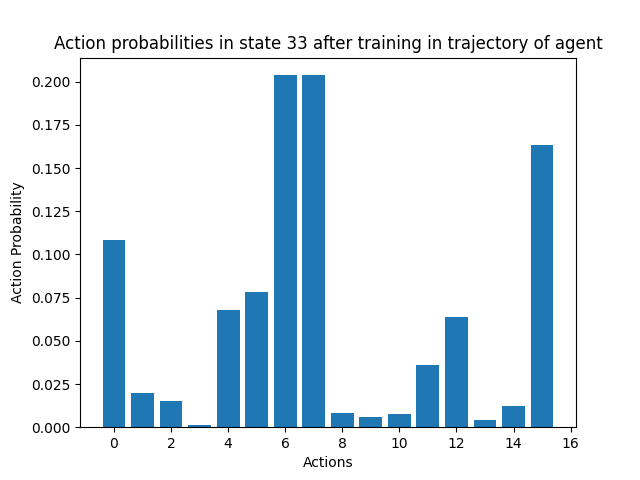 Action probabilities in state 33 after training in trajectory of agent
0.200
0.175
0.150
0.125
0.100
0.075
0.050
0.025
0.000
Action Probability
0 2 4 6 8 10 12 14 16
Actions